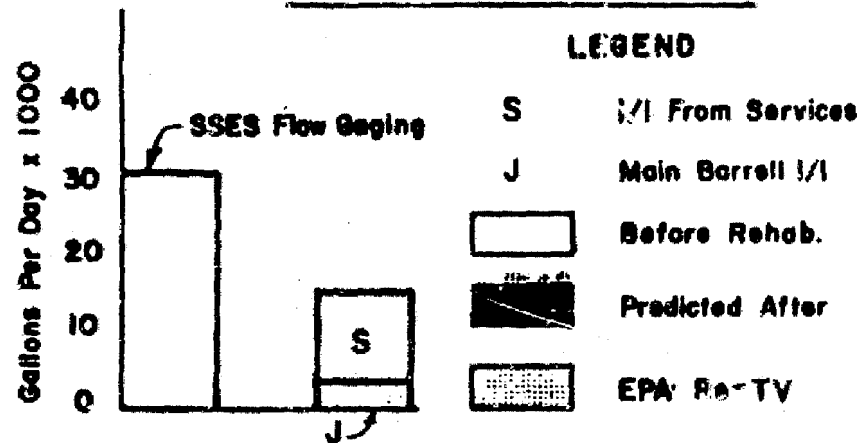 LEGEND
Gallons Per Day x 1000
40
30
20
10
0
SSES Flow Gaging
S
J
S I/I From Services
J Main Barrell I/I
Before Rehab.
Predicted After
EPA Re-TV